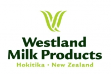 Westland
Milk Products
Hokitika - New Zealand